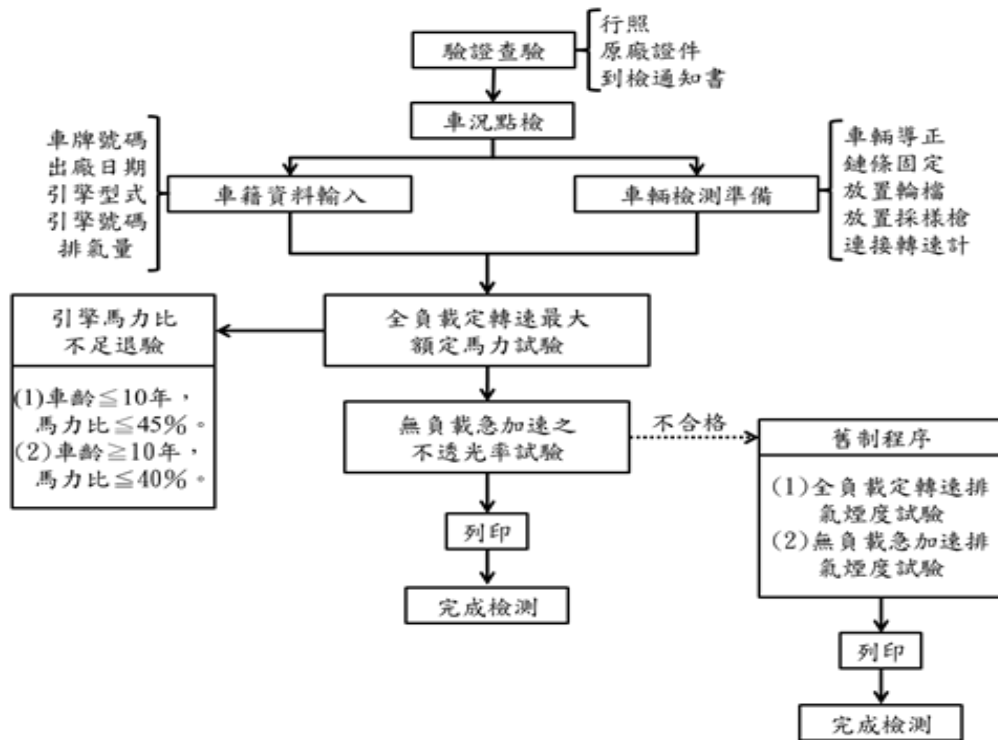 驗證查驗
行照
原廠證件
到檢通知書
車況點檢
車牌號碼
出廠日期
引擎型式
引擎號碼
排氣量
車籍資料輸入
車輛檢測準備
車輛導正
鏈條固定
放置輪檔
放置採樣槍
連接轉速計
引擎馬力比
不足退驗
(1)車齡≦10年，
馬力比≦45%。
(2)車齡≧10年，
馬力比≦40%。
全負載定轉速最大
額定馬力試驗
無負載急加速之
不透光率試驗
不合格
舊制程序
(1)全負載定轉速排
氣煙度試驗
(2)無負載急加速排
氣煙度試驗
列印
完成檢測
列印
完成檢測